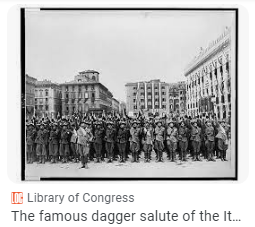 Library of Congress
The famous dagger salute of the It...